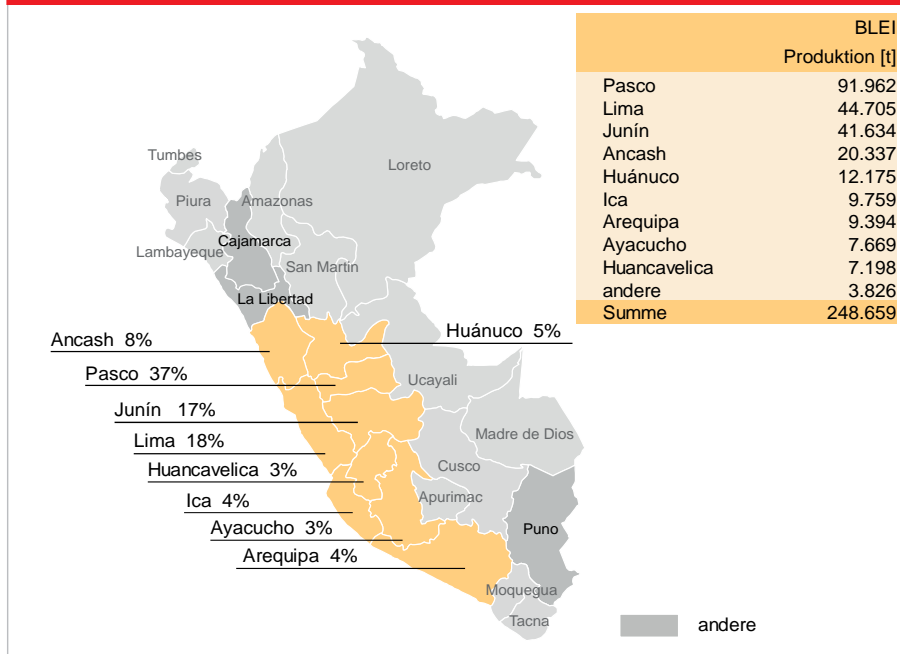 BLEI
Produktion [t]
Pasco 91.962
Lima 44.705
Junín 41.634
Ancash 20.337
Huánuco 12.175
Ica 9.759
Arequipa 9.394
Ayacucho 7.669
Huancavelica 7.198
andere 3.826
Summe 248.659
Tumbes
Loreto
Piura
Amazonas
Cajamarca
Lambayeque
San Martin
La Libertad
Huánuco 5%
Ancash 8%
Pasco 37%
Ucayali
Junín 17%
Madre de Dios
Lima 18%
Huancavelica 3%
Cusco
Ica 4%
Apurimac
Ayacucho 3%
Puno
Arequipa 4%
Moquegua
Tacna
andere